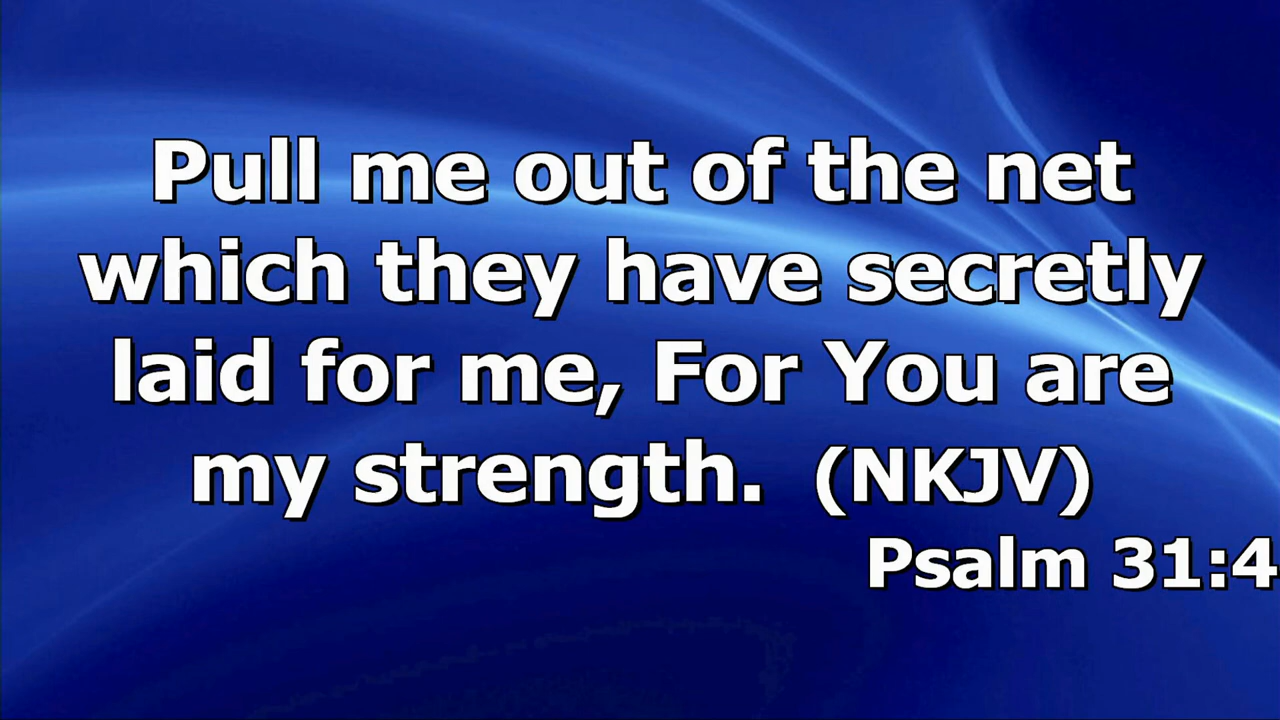 Pull me out of the net
which they have secretly
laid for me, For You are
my strength. (NKJV)
Psalm 31:4